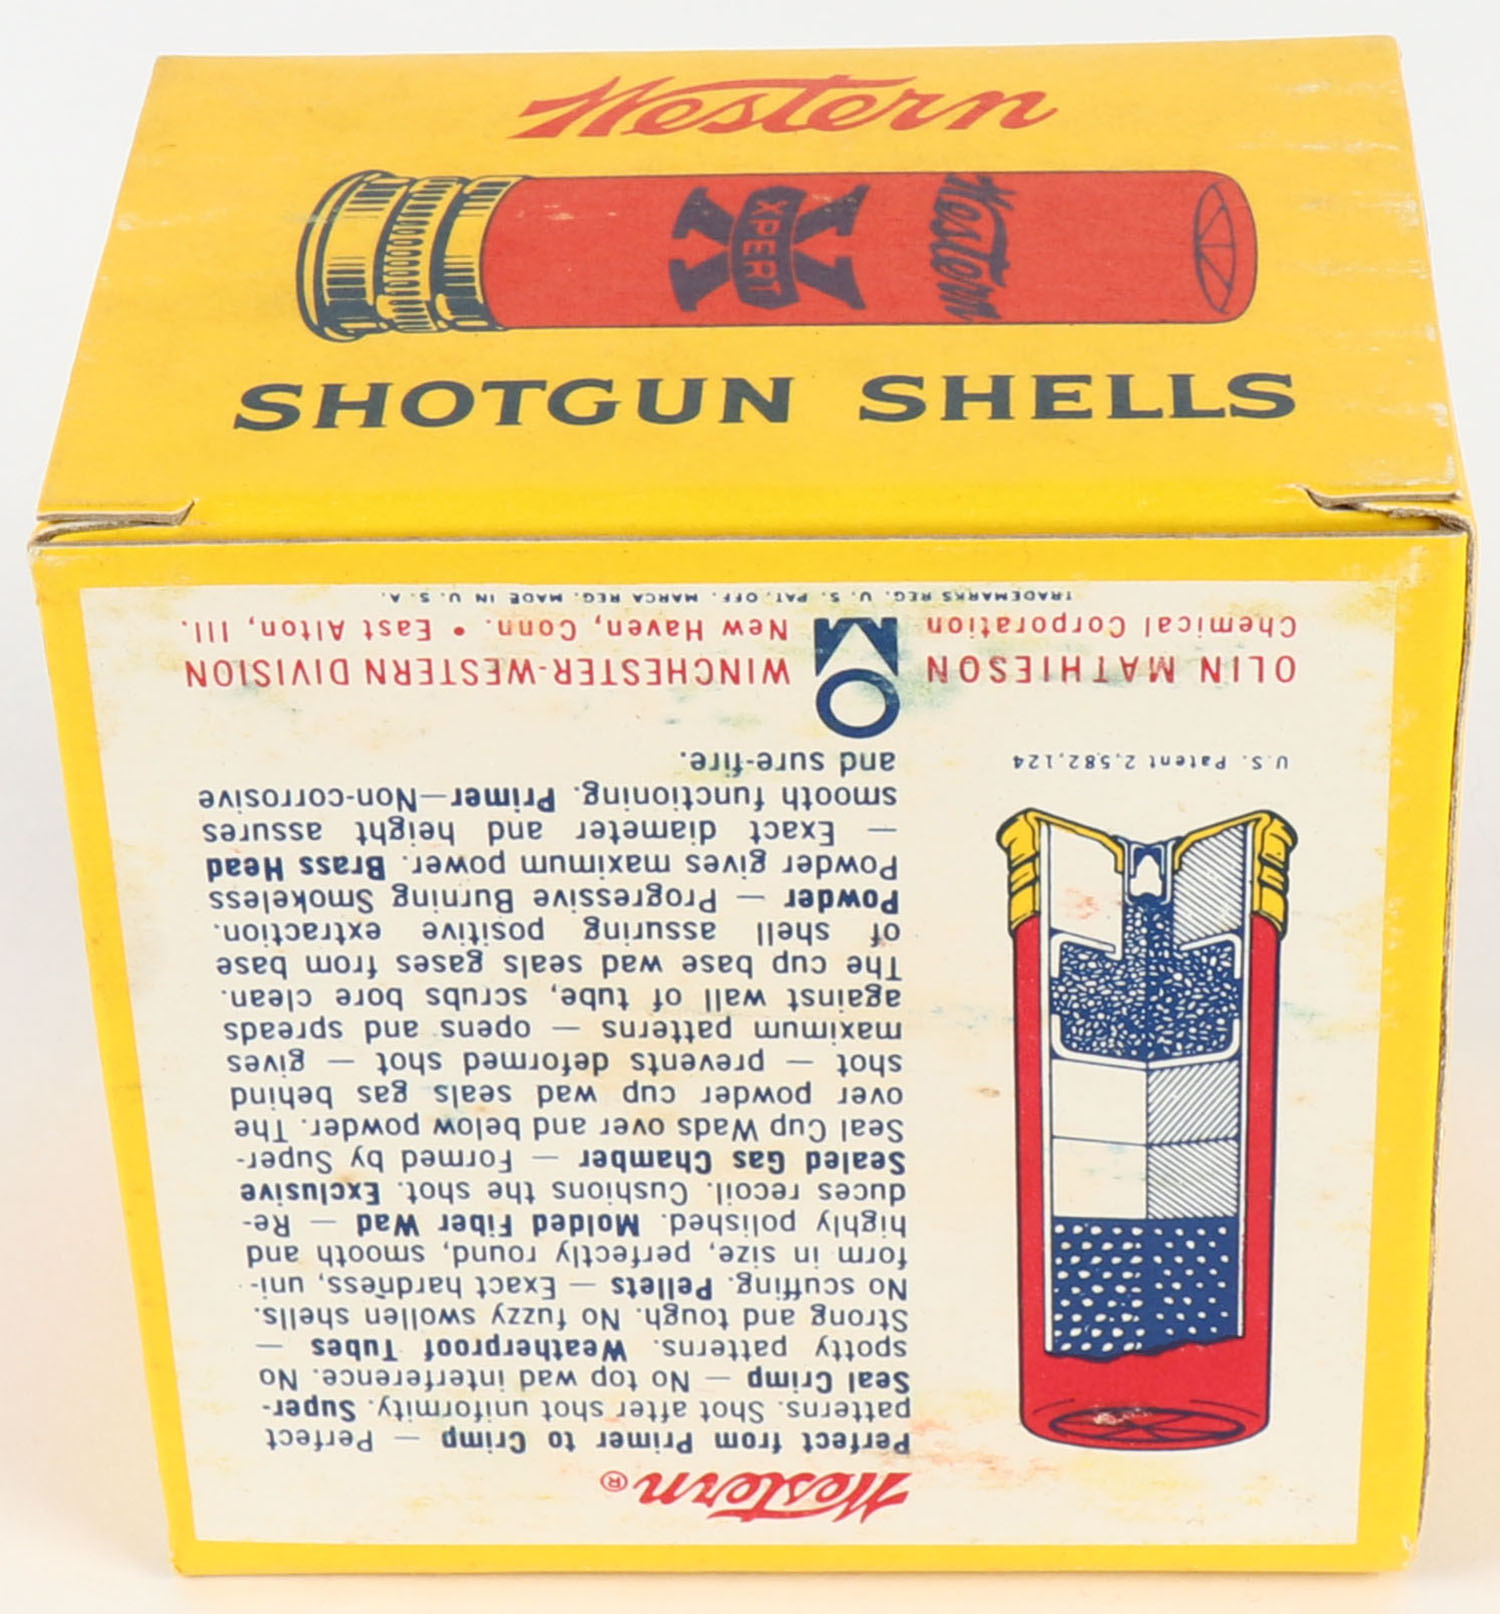 Western
XPERT
Western
SHOTGUN SHELLS
Western®
Perfect from Primer to Crimp — Perfect
patterns. Shot after shot uniformity. Super-
Seal Crimp — No top wad interference. No
spotty patterns. Weatherproof Tubes —
Strong and tough. No fuzzy swollen shells.
No scuffing. Pellets — Exact hardness, uni-
form in size, perfectly round, smooth and
highly polished. Molded Fiber Wad — Re-
duces recoil. Cushions the shot. Exclusive
Sealed Gas Chamber — Formed by Super-
Seal Cup Wads over and below powder. The
over powder cup wad seals gas behind
shot — prevents deformed shot — gives
maximum patterns — opens and spreads
against wall of tube, scrubs bore clean.
The cup base wad seals gases from base
of shell assuring positive extraction.
Powder — Progressive Burning Smokeless
Powder gives maximum power. Brass Head
— Exact diameter and height assures
smooth functioning. Primer—Non-corrosive
and sure-fire.
U.S. Patent 2,582,124
OLIN MATHIESON
Chemical Corporation
WINCHESTER-WESTERN DIVISION
New Haven, Conn. • East Alton, Ill.
TRADEMARKS REG. U. S. PAT. OFF. MARCA REG. MADE IN U. S. A.